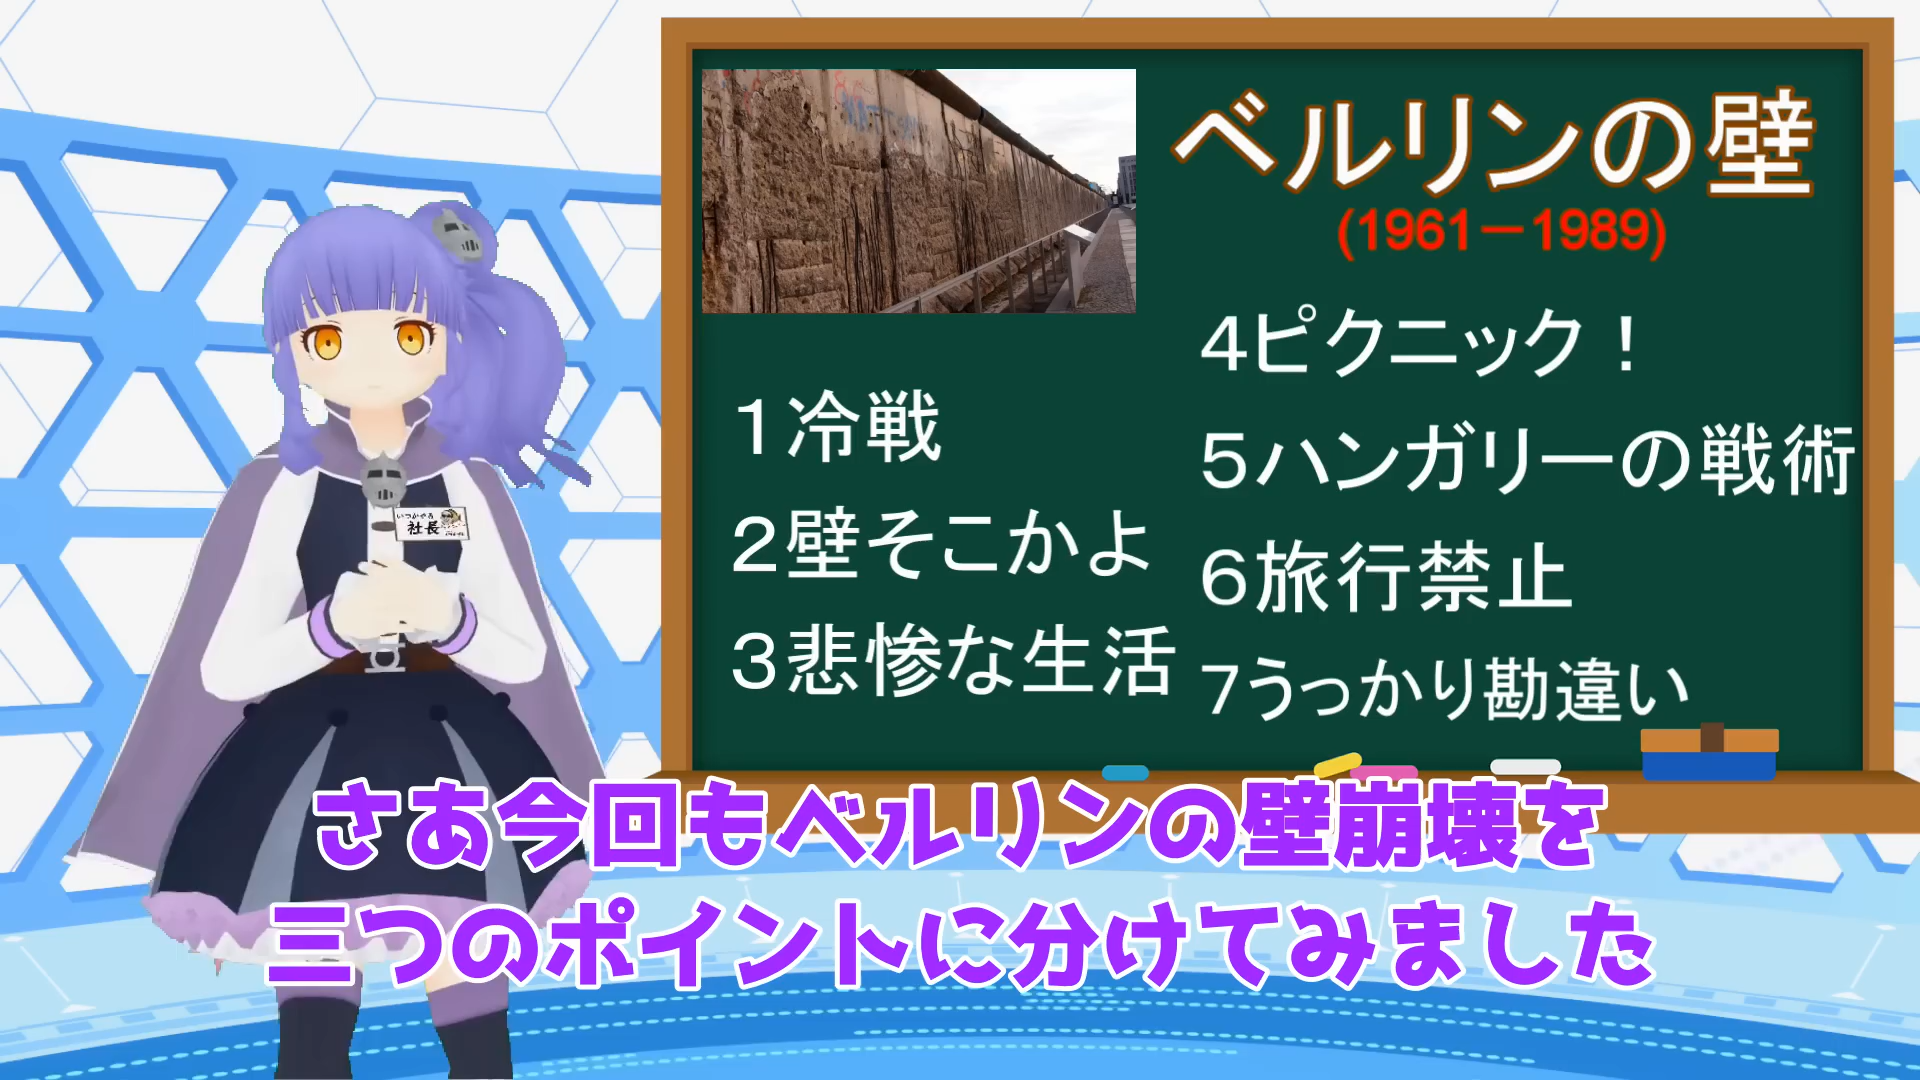 ベルリンの壁
(1961－1989)
1冷戦
2壁そこかよ
3悲惨な生活
4ピクニック！
5ハンガリーの戦術
6旅行禁止
7うっかり勘違い
社長
さあ今回もベルリンの壁崩壊を
三つのポイントに分けてみました